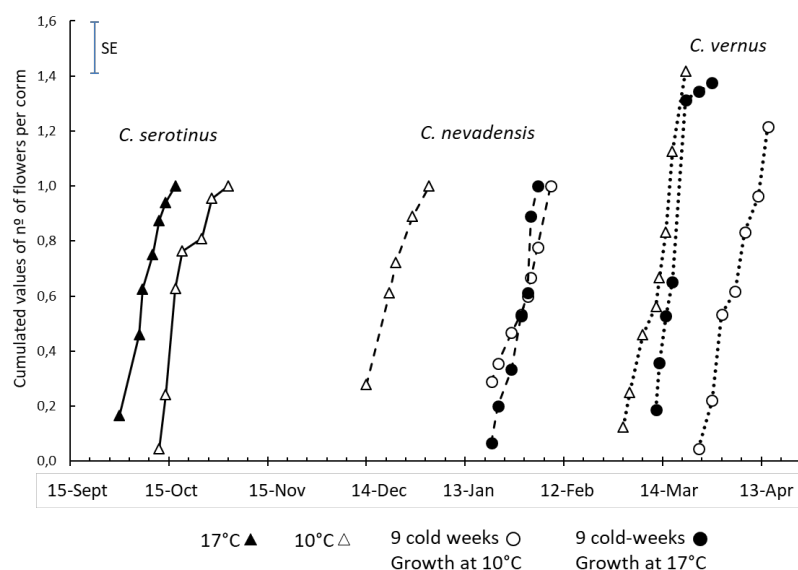 1,6
SE
C. vernus
1,4
Cumulated values of nº of flowers per corm
1,2
C. serotinus
C. nevadensis
1,0
0,8
0,6
0,4
0,2
0,0
15-Sept 15-Oct 15-Nov 14-Dec 13-Jan 12-Feb 14-Mar 13-Apr
17°C 10°C 9 cold weeks 9 cold-weeks
Growth at 10°C Growth at 17°C